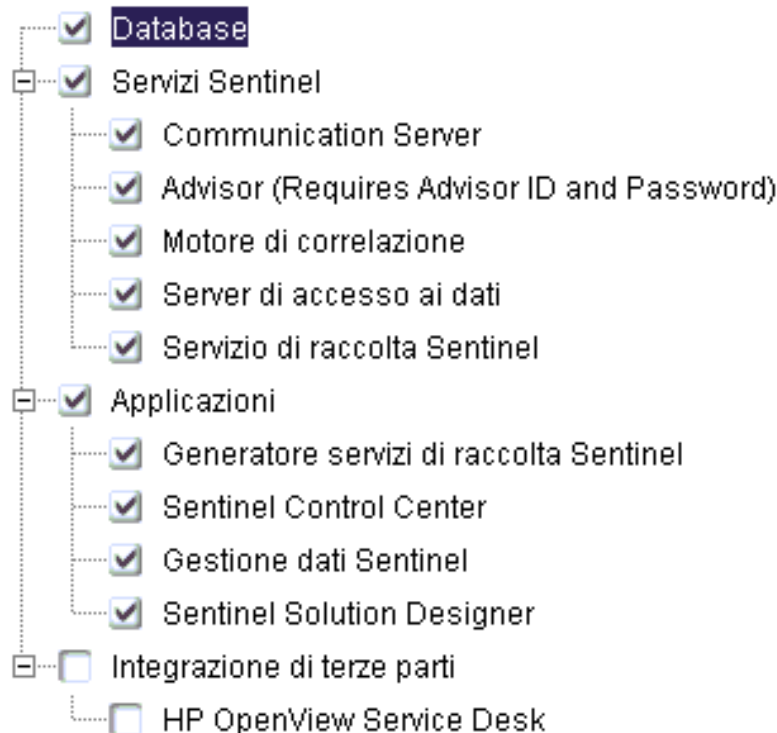 Database
Servizi Sentinel
Communication Server
Advisor (Requires Advisor ID and Password)
Motore di correlazione
Server di accesso ai dati
Servizio di raccolta Sentinel
Applicazioni
Generatore servizi di raccolta Sentinel
Sentinel Control Center
Gestione dati Sentinel
Sentinel Solution Designer
Integrazione di terze parti
HP OpenView Service Desk